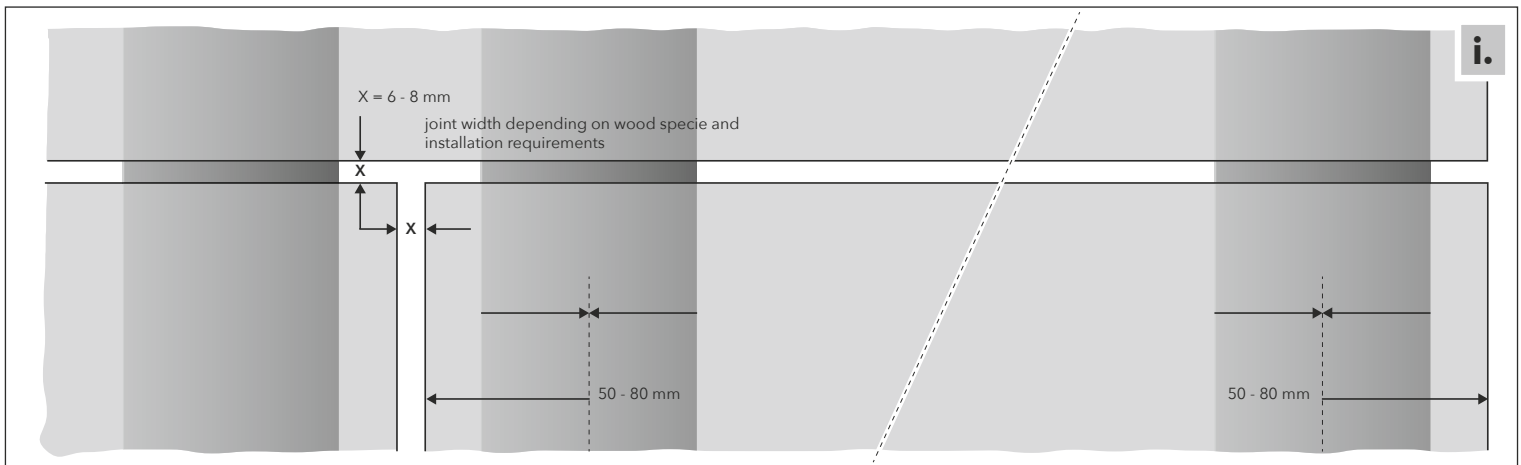 i.
X = 6 - 8 mm
joint width depending on wood specie and
installation requirements
X
X
50 - 80 mm
50 - 80 mm